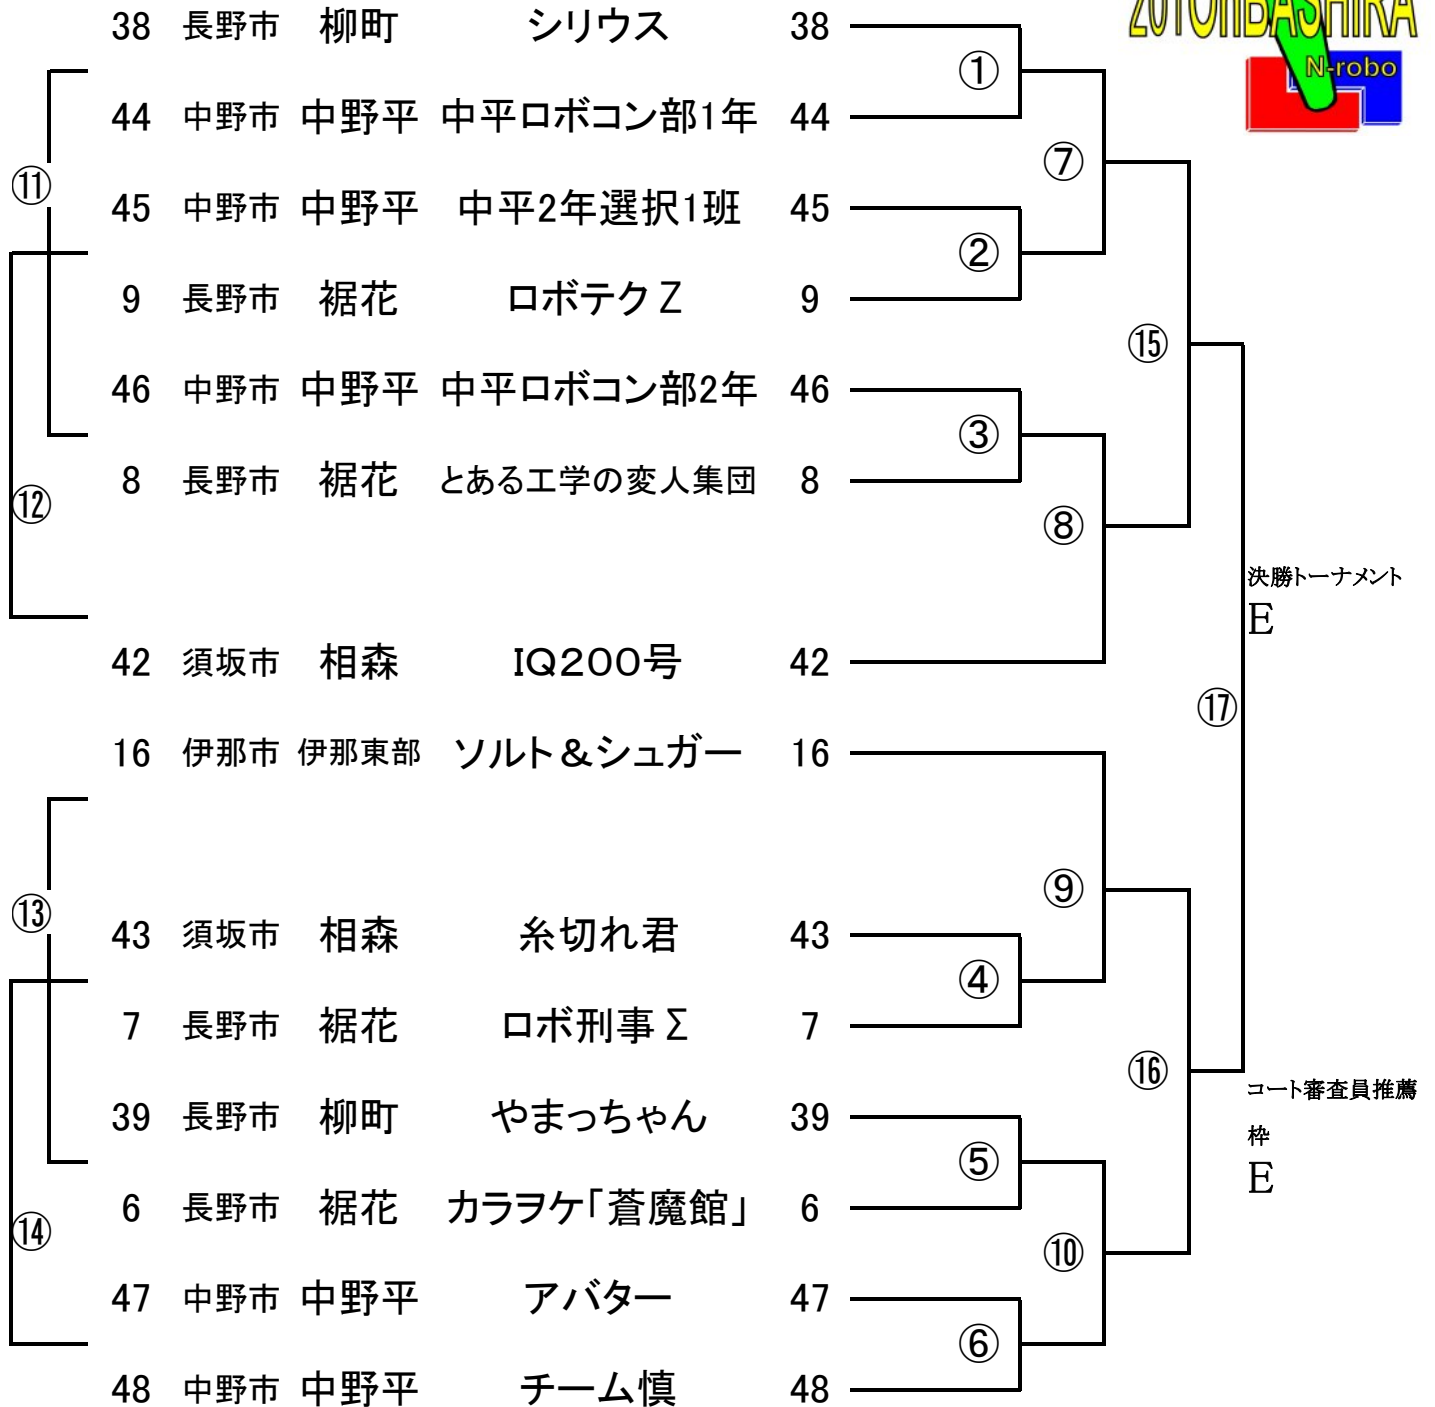 2010nBASHIRA
N-robo
38 長野市 柳町 シリウス 38
①
44 中野市 中野平 中平ロボコン部1年 44
⑦
⑪
45 中野市 中野平 中平2年選択1班 45
②
9 長野市 裾花 ロボテクZ 9
⑮
46 中野市 中野平 中平ロボコン部2年 46
③
8 長野市 裾花 とある工学の変人集団 8
⑫
⑧
決勝トーナメント
E
42 須坂市 相森 IQ200号 42
⑰
16 伊那市 伊那東部 ソルト&シュガー 16
⑨
⑬
43 須坂市 相森 糸切れ君 43
④
7 長野市 裾花 ロボ刑事Σ 7
⑯
コート審査員推薦
枠
E
39 長野市 柳町 やまっちゃん 39
⑤
6 長野市 裾花 カラヲケ「蒼魔館」 6
⑭
⑩
47 中野市 中野平 アバター 47
⑥
48 中野市 中野平 チーム慎 48